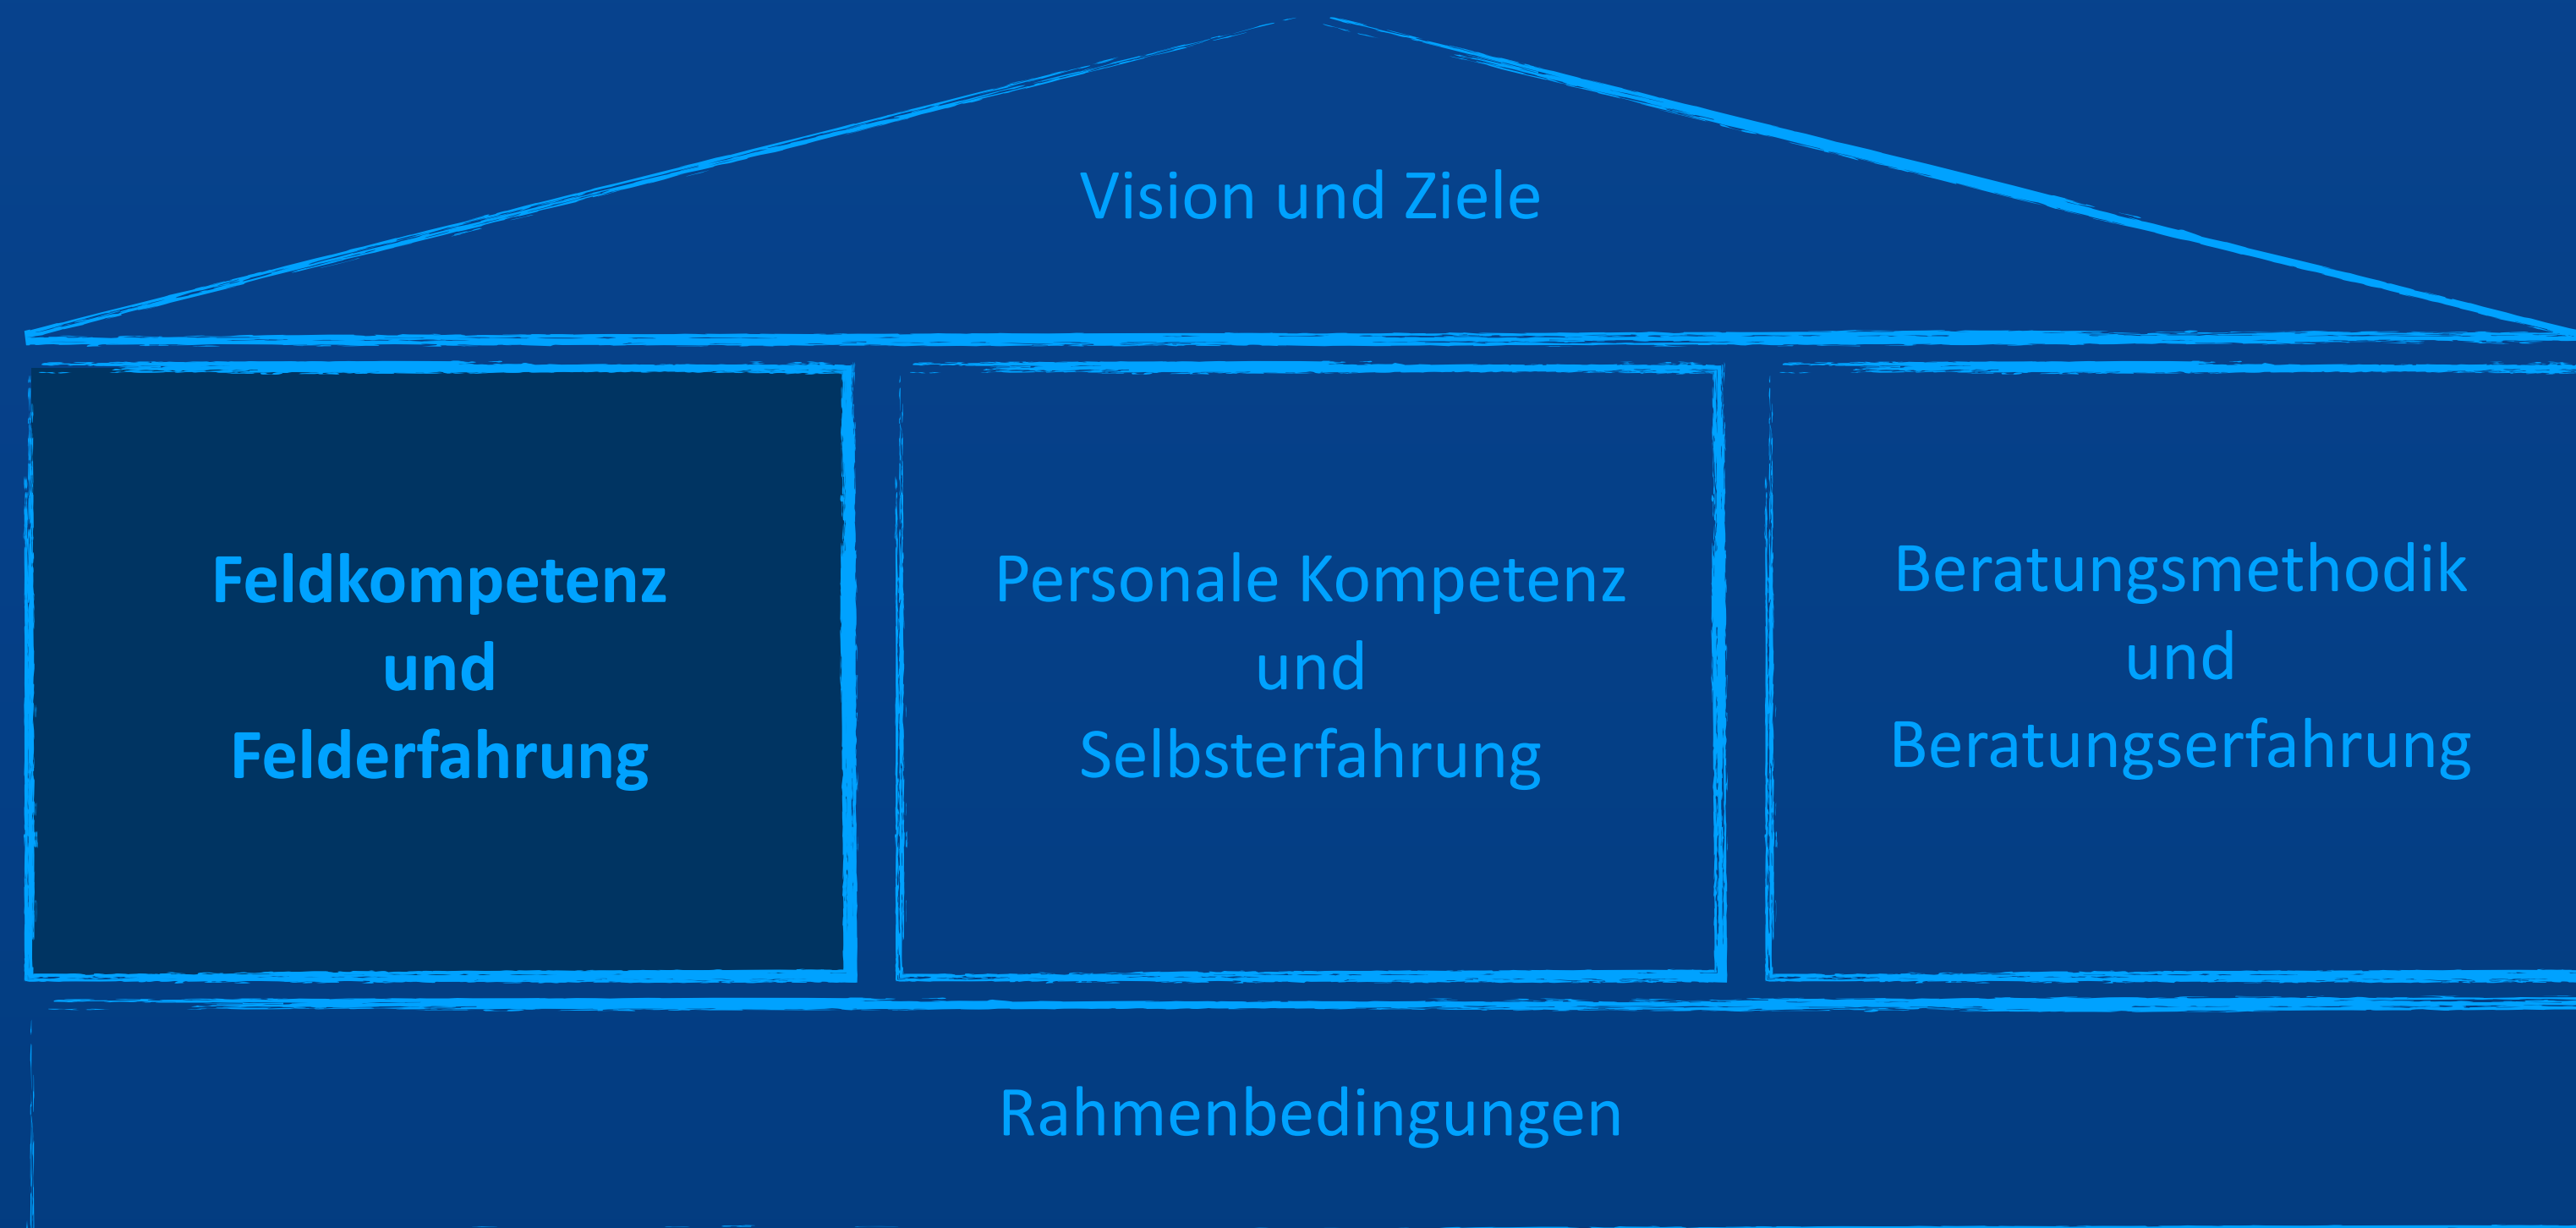 Vision und Ziele
Feldkompetenz
und
Felderfahrung
Personale Kompetenz
und
Selbsterfahrung
Beratungsmethodik
und
Beratungserfahrung
Rahmenbedingungen